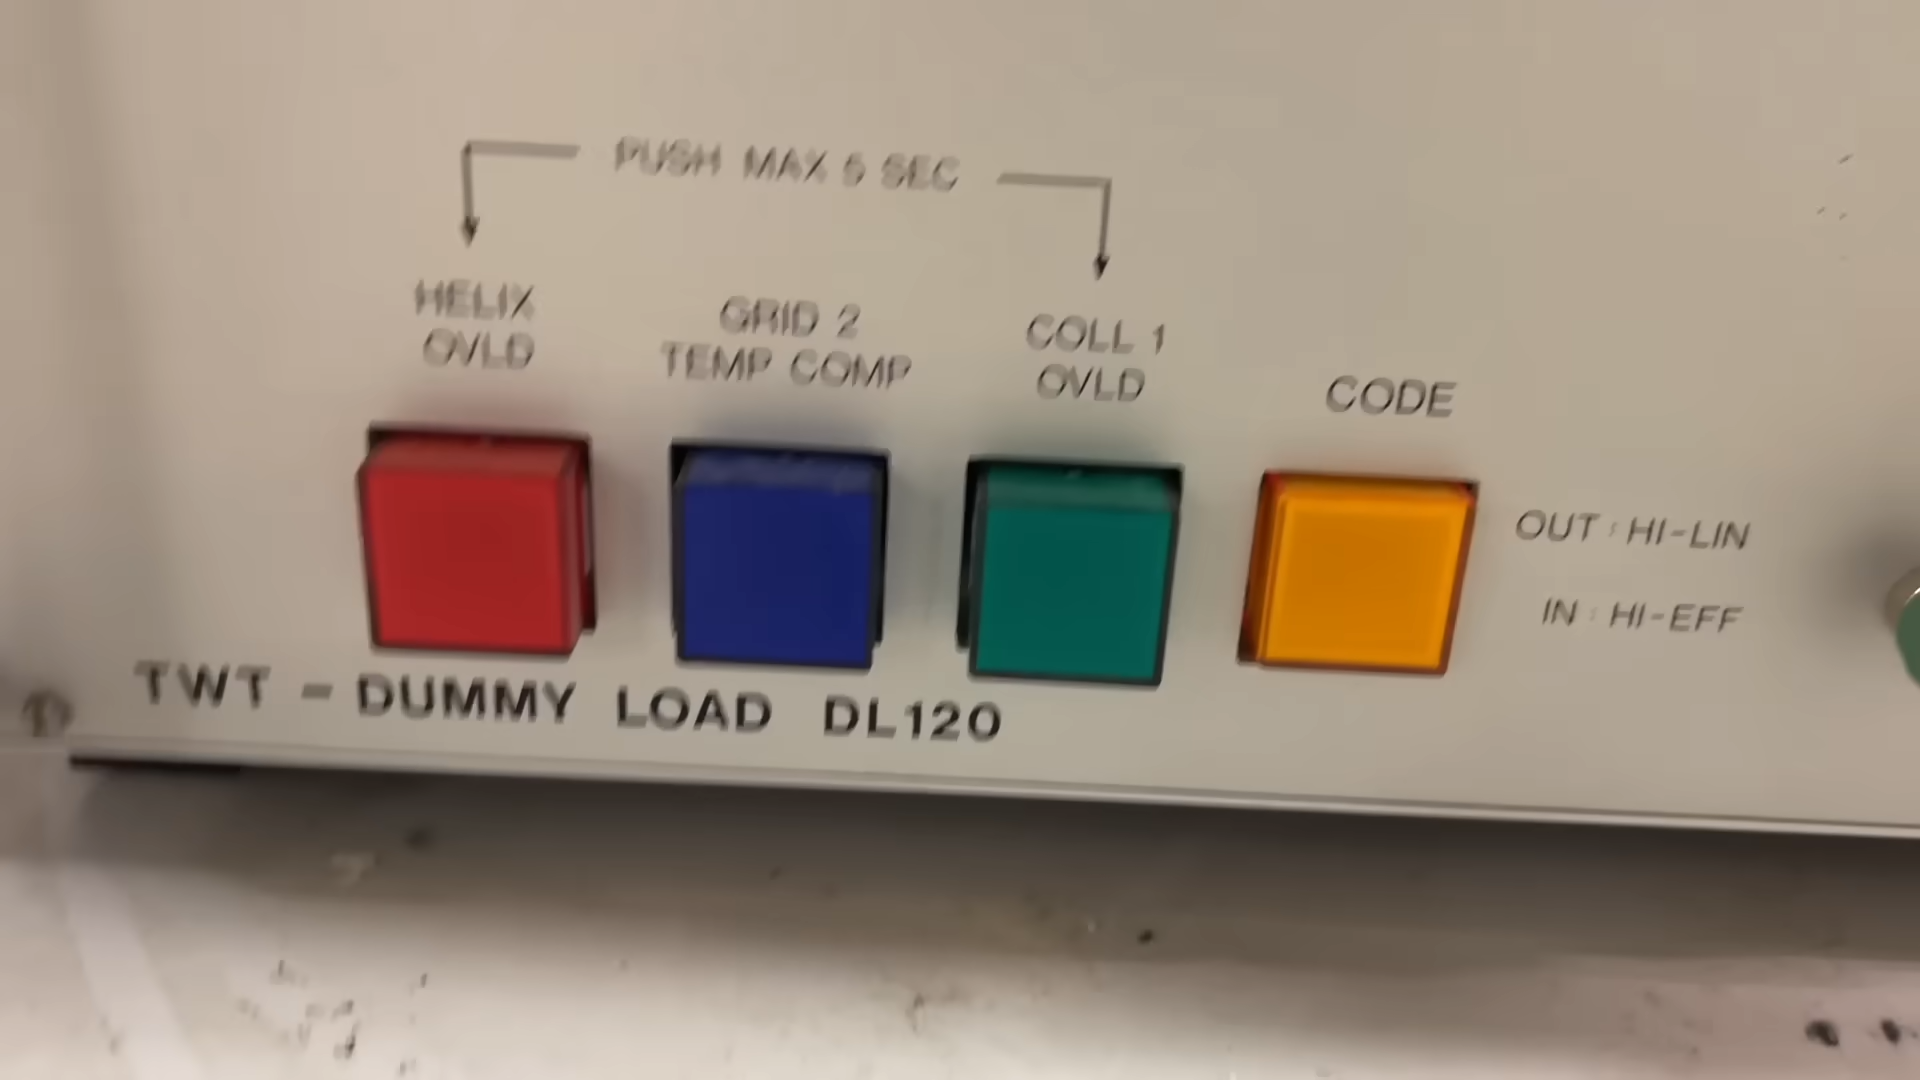 PUSH MAX 5 SEC
HELIX
OVLD
GRID 2
TEMP COMP
COLL 1
OVLD
CODE
OUT : HI-LIN
IN : HI-EFF
TWT - DUMMY LOAD DL120